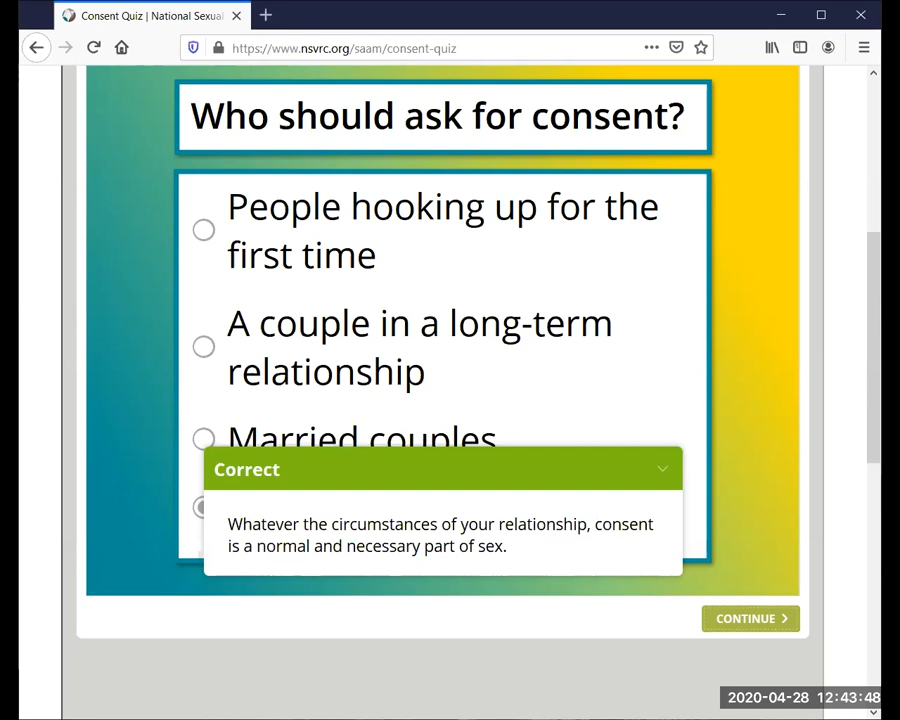 Consent Quiz | National Sexual
https://www.nsvrc.org/saam/consent-quiz
Who should ask for consent?
People hooking up for the
first time
A couple in a long-term
relationship
Married couples
Correct
Whatever the circumstances of your relationship, consent
is a normal and necessary part of sex.
CONTINUE
2020-04-28 12:43:48